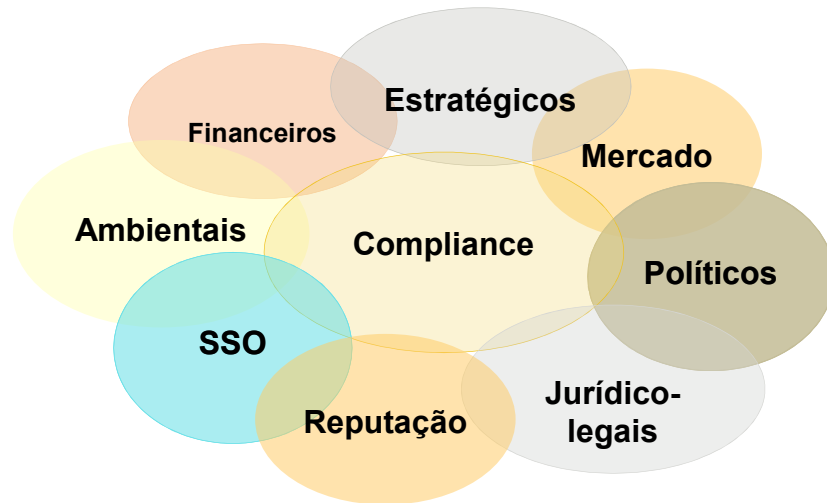 Estratégicos
Financeiros
Mercado
Ambientais
Compliance
Políticos
SSO
Jurídico-
legais
Reputação